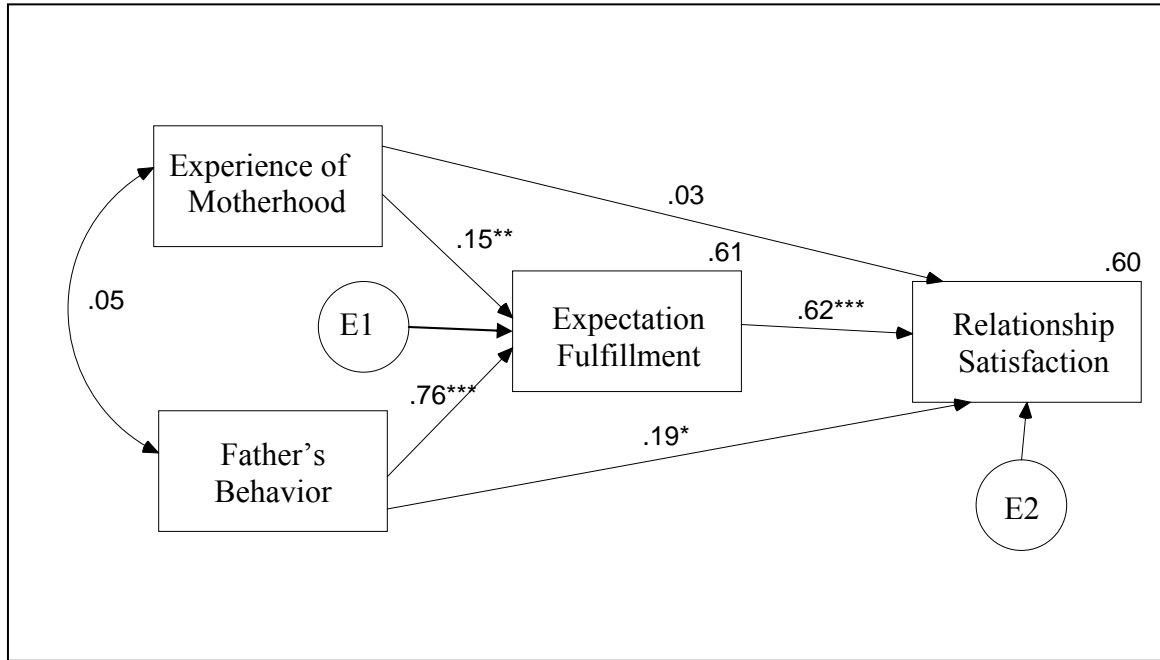 Experience of
Motherhood
.03
.15**
.61
.60
.05
E1
Expectation
Fulfillment
.62***
Relationship
Satisfaction
.76***
.19*
Father’s
Behavior
E2